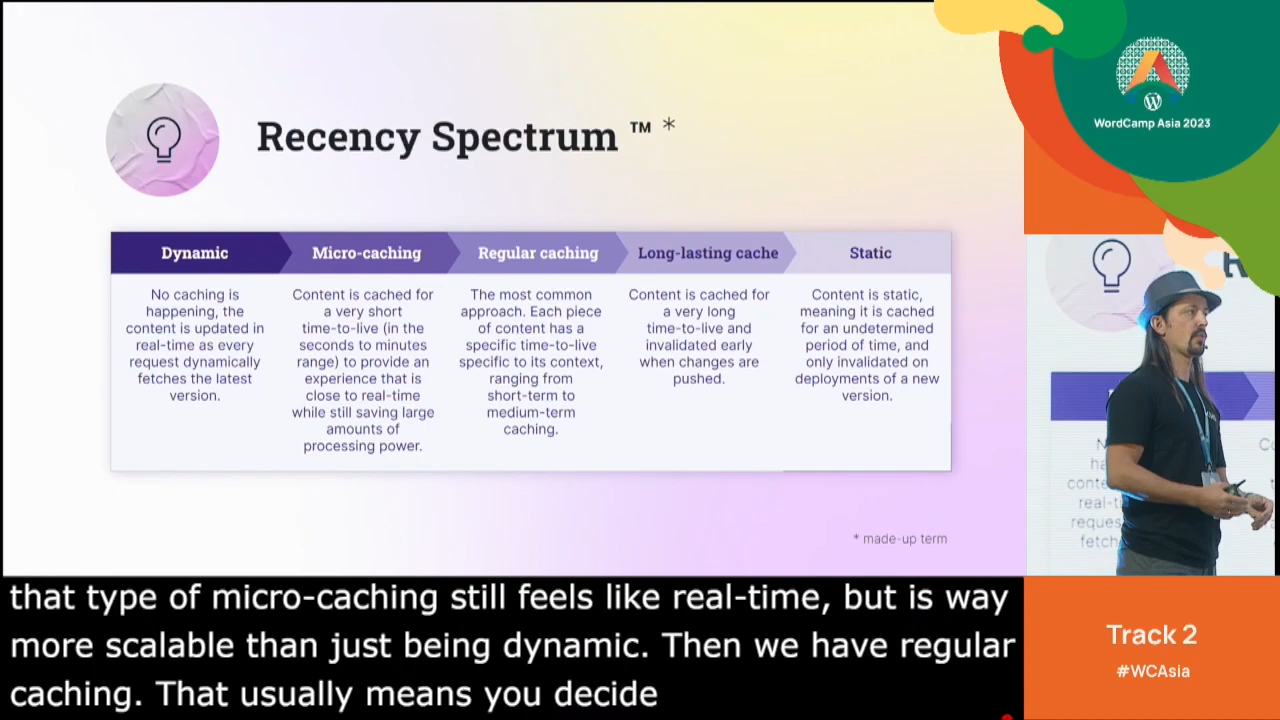 Recency Spectrum ™ *
Dynamic
No caching is
happening, the
content is updated in
real-time as every
request dynamically
fetches the latest
version.
Micro-caching
Content is cached for
a very short
time-to-live (in the
seconds to minutes
range) to provide an
experience that is
close to real-time
while still saving large
amounts of
processing power.
Regular caching
The most common
approach. Each piece
of content has a
specific time-to-live
specific to its context,
ranging from
short-term to
medium-term
caching.
Long-lasting cache
Content is cached for
a very long
time-to-live and
invalidated early
when changes are
pushed.
Static
Content is static,
meaning it is cached
for an undetermined
period of time, and
only invalidated on
deployments of a new
version.
* made-up term
WordCamp Asia 2023
that type of micro-caching still feels like real-time, but is way
more scalable than just being dynamic. Then we have regular
caching. That usually means you decide
Track 2
#WCAsia